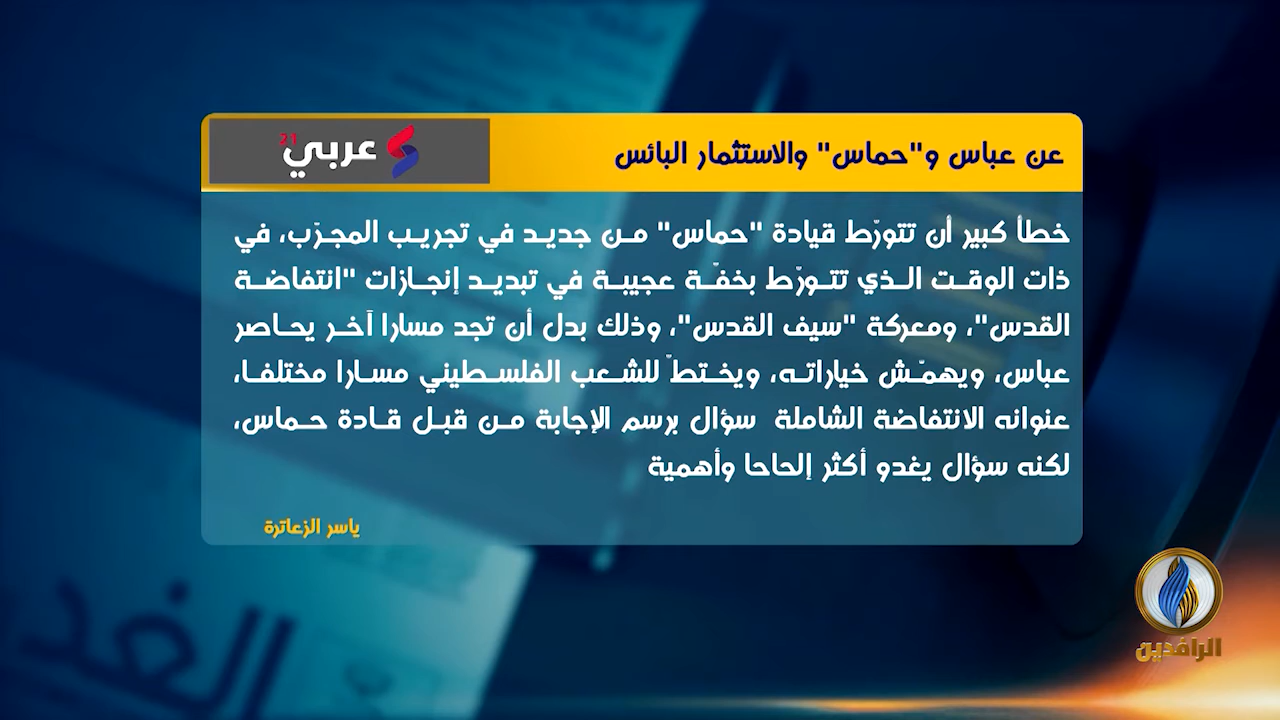 عن عباس و"حماس" والاستثمار البائس
عربي21
خطأ كبير أن تتورّط قيادة "حماس" من جديد في تجريب المجرّب، في
ذات الوقت الذي تتورّط بخفّة عجيبة في تبديد إنجازات "انتفاضة
القدس"، ومعركة "سيف القدس"، وذلك بدل أن تجد مسارا آخر يحاصر
عباس، ويهمّش خياراته، ويختطّ للشعب الفلسطيني مسارا مختلفا،
عنوانه الانتفاضة الشاملة  سؤال برسم الإجابة من قبل قادة حماس،
لكنه سؤال يغدو أكثر إلحاحا وأهمية
ياسر الزعاترة
الرافدين
الغد